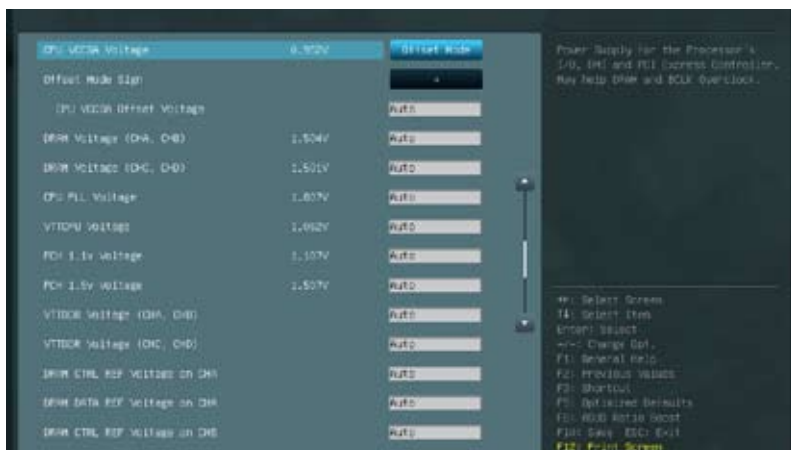 CPU VCCSA Voltage 0.952V Offset Mode
Offset Mode Sign +
CPU VCCSA Offset Voltage Auto
DRAM Voltage (CHA, CHB) 1.504V Auto
DRAM Voltage (CHC, CHD) 1.501V Auto
CPU PLL Voltage 1.807V Auto
VTTCPU Voltage Auto
PCH 1.1V Voltage 1.107V Auto
PCH 1.5V Voltage 1.507V Auto
VTTDDR Voltage (CHA, CHB) Auto
VTTDDR Voltage (CHC, CHD) Auto
DRAM CTRL REF Voltage on CHA Auto
DRAM DATA REF Voltage on CHA Auto
DRAM CTRL REF Voltage on CHB Auto
Power Supply for the Processor's
I/O, DMI and PCI Express Controller.
May help DRAM and BCLK Overclock.
Select Screen
Select Item
Enter: Select
+/-: Change Opt.
F1: General Help
F2: Previous Values
F3: Shortcut
F5: Optimized Defaults
Ratio Boost
F10: Save ESC: Exit
F12: Print Screen